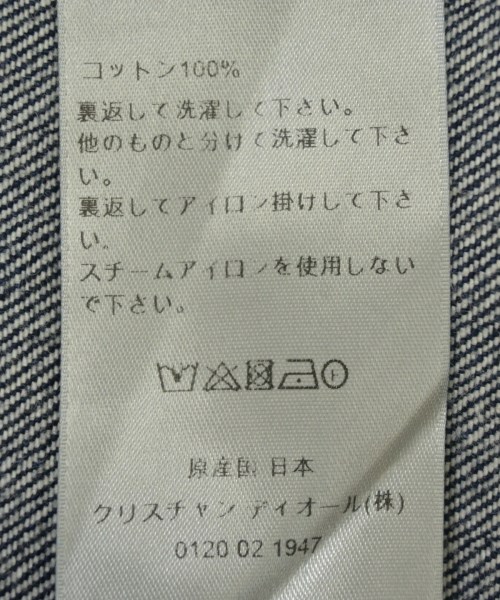 コットン100%
裏返して洗濯して下さい。
他のものと分けて洗濯して下さ
い。
裏返してアイロン掛けして下さ
い。
スチームアイロンを使用しない
で下さい。
原産国 日本
クリスチャン ディオール(株)
0120 02 1947